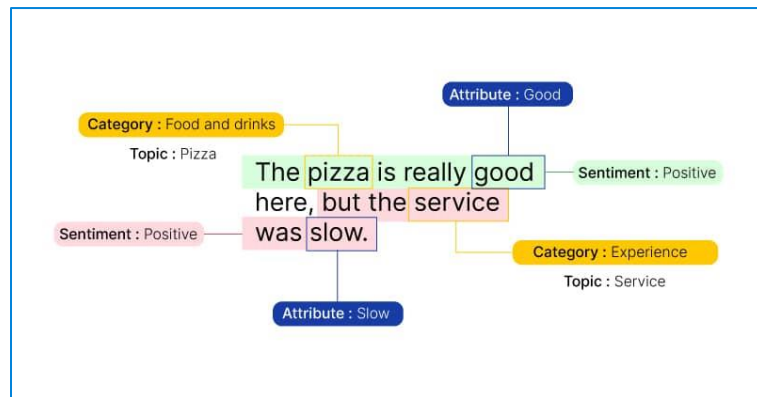 Attribute : Good
Category : Food and drinks
Topic : Pizza
The pizza is really good
Sentiment : Positive
here, but the service
Sentiment : Positive
was slow.
Category : Experience
Topic : Service
Attribute : Slow